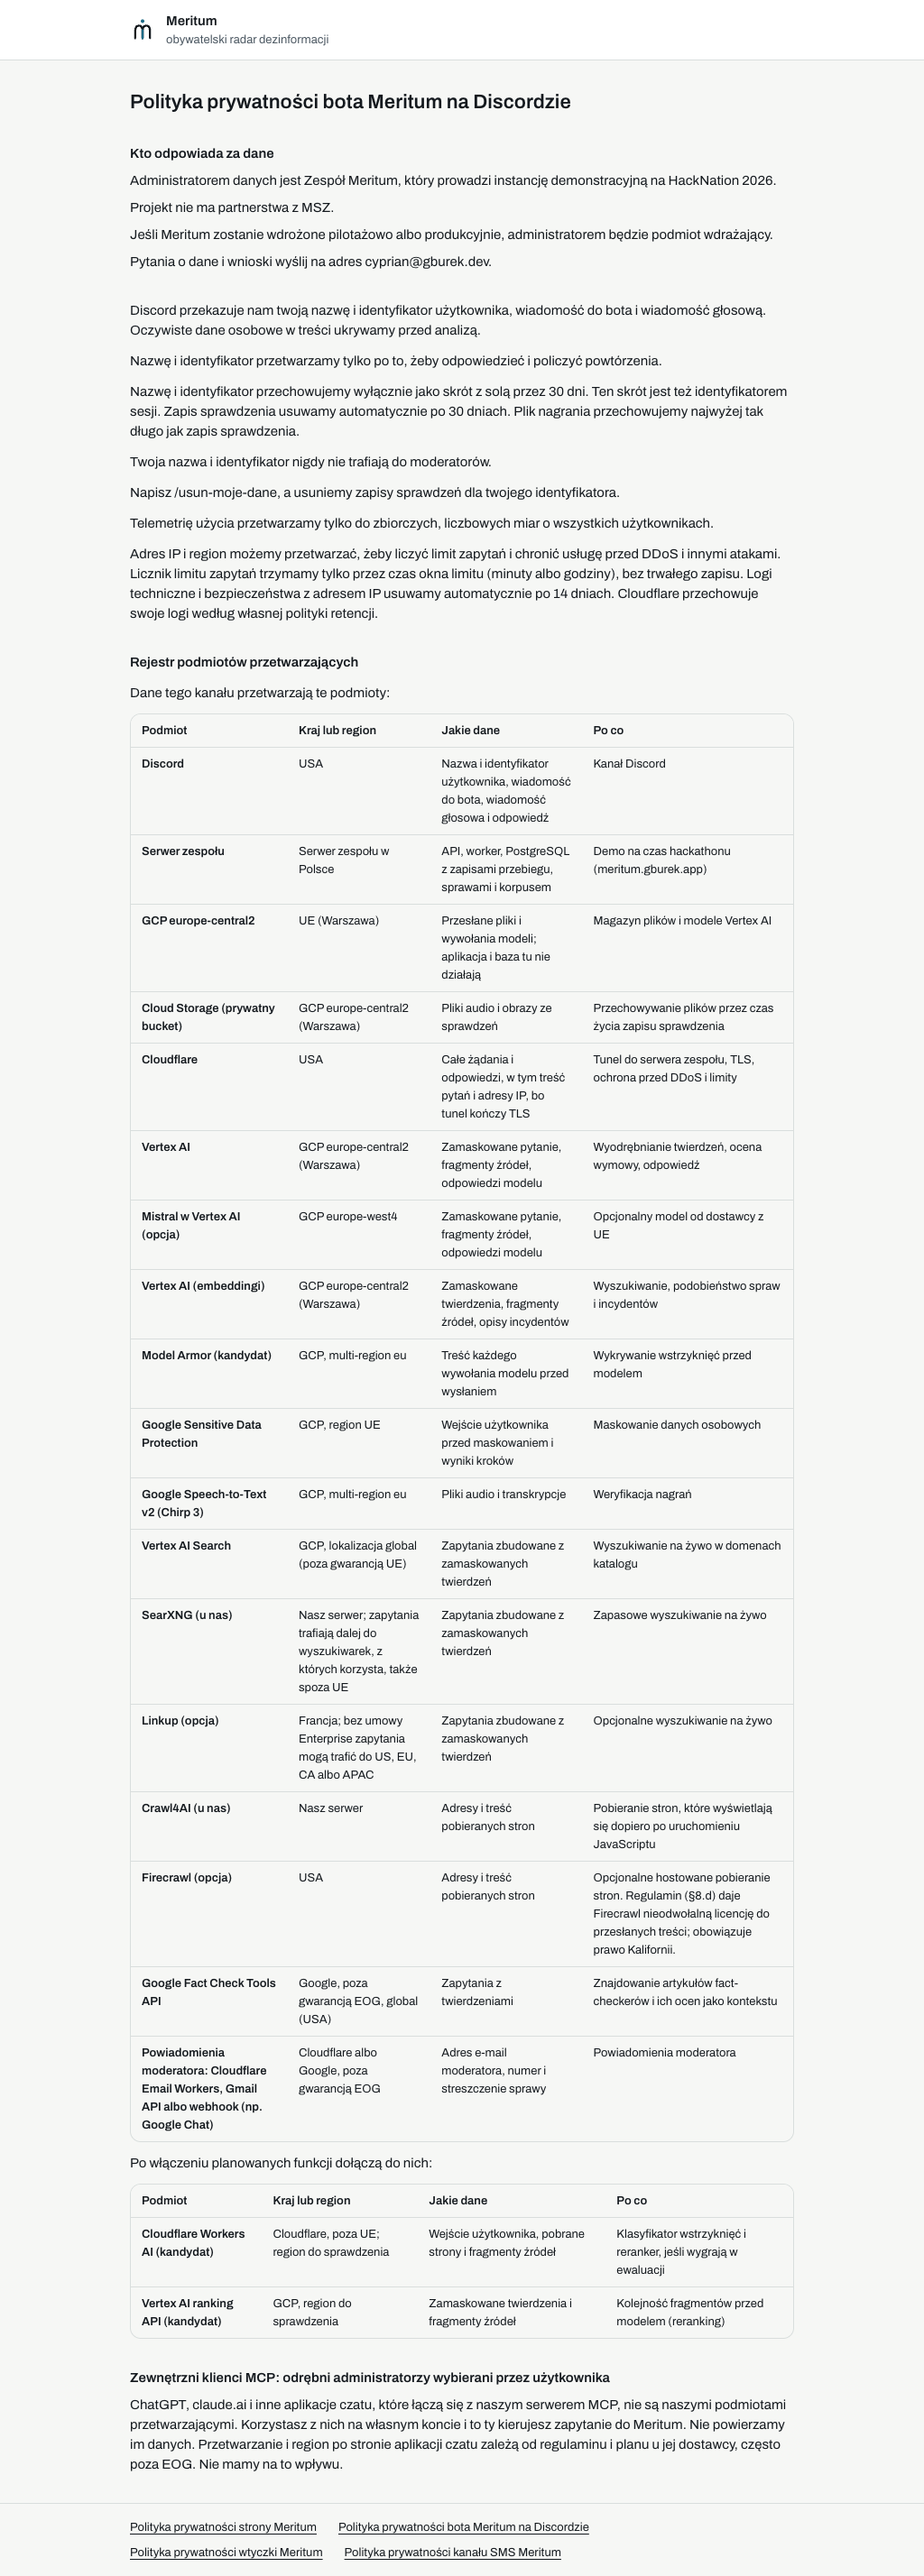 Meritum
obywatelski radar dezinformacji
Polityka prywatności bota Meritum na Discordzie
Kto odpowiada za dane
Administratorem danych jest Zespół Meritum, który prowadzi instancję demonstracyjną na HackNation 2026.
Projekt nie ma partnerstwa z MSZ.
Jeśli Meritum zostanie wdrożone pilotażowo albo produkcyjnie, administratorem będzie podmiot wdrażający.
Pytania o dane i wnioski wyślij na adres cyprian@gburek.dev.
Discord przekazuje nam twoją nazwę i identyfikator użytkownika, wiadomość do bota i wiadomość głosową.
Oczywiste dane osobowe w treści ukrywamy przed analizą.
Nazwę i identyfikator przetwarzamy tylko po to, żeby odpowiedzieć i policzyć powtórzenia.
Nazwę i identyfikator przechowujemy wyłącznie jako skrót z solą przez 30 dni. Ten skrót jest też identyfikatorem
sesji. Zapis sprawdzenia usuwamy automatycznie po 30 dniach. Plik nagrania przechowujemy najwyżej tak
długo jak zapis sprawdzenia.
Twoja nazwa i identyfikator nigdy nie trafiają do moderatorów.
Napisz /usun-moje-dane, a usuniemy zapisy sprawdzeń dla twojego identyfikatora.
Telemetrię użycia przetwarzamy tylko do zbiorczych, liczbowych miar o wszystkich użytkownikach.
Adres IP i region możemy przetwarzać, żeby liczyć limit zapytań i chronić usługę przed DDoS i innymi atakami.
Licznik limitu zapytań trzymamy tylko przez czas okna limitu (minuty albo godziny), bez trwałego zapisu. Logi
techniczne i bezpieczeństwa z adresem IP usuwamy automatycznie po 14 dniach. Cloudflare przechowuje
swoje logi według własnej polityki retencji.
Rejestr podmiotów przetwarzających
Dane tego kanału przetwarzają te podmioty:
Podmiot Kraj lub region Jakie dane Po co
Discord USA Nazwa i identyfikator Kanał Discord
użytkownika, wiadomość
do bota, wiadomość
głosowa i odpowiedź
Serwer zespołu Serwer zespołu w API, worker, PostgreSQL Demo na czas hackathonu
Polsce z zapisami przebiegu, (meritum.gburek.app)
sprawami i korpusem
GCP europe-central2 UE (Warszawa) Przesłane pliki i Magazyn plików i modele Vertex AI
wywołania modeli;
aplikacja i baza tu nie
działają
Cloud Storage (prywatny GCP europe-central2 Pliki audio i obrazy ze Przechowywanie plików przez czas
bucket) (Warszawa) sprawdzeń życia zapisu sprawdzenia
Cloudflare USA Całe żądania i Tunel do serwera zespołu, TLS,
odpowiedzi, w tym treść ochrona przed DDoS i limity
pytań i adresy IP, bo
tunel kończy TLS
Vertex AI GCP europe-central2 Zamaskowane pytanie, Wyodrębnianie twierdzeń, ocena
(Warszawa) fragmenty źródeł, wymowy, odpowiedź
odpowiedzi modelu
Mistral w Vertex AI GCP europe-west4 Zamaskowane pytanie, Opcjonalny model od dostawcy z
(opcja) fragmenty źródeł, UE
odpowiedzi modelu
Vertex AI (embeddingi) GCP europe-central2 Zamaskowane Wyszukiwanie, podobieństwo spraw
(Warszawa) twierdzenia, fragmenty i incydentów
źródeł, opisy incydentów
Model Armor (kandydat) GCP, multi-region eu Treść każdego Wykrywanie wstrzyknięć przed
wywołania modelu przed modelem
wysłaniem
Google Sensitive Data GCP, region UE Wejście użytkownika Maskowanie danych osobowych
Protection przed maskowaniem i
wyniki kroków
Google Speech-to-Text GCP, multi-region eu Pliki audio i transkrypcje Weryfikacja nagrań
v2 (Chirp 3)
Vertex AI Search GCP, lokalizacja global Zapytania zbudowane z Wyszukiwanie na żywo w domenach
(poza gwarancją UE) zamaskowanych katalogu
twierdzeń
SearXNG (u nas) Nasz serwer; zapytania Zapytania zbudowane z Zapasowe wyszukiwanie na żywo
trafiają dalej do zamaskowanych
wyszukiwarek, z twierdzeń
których korzysta, także
spoza UE
Linkup (opcja) Francja; bez umowy Zapytania zbudowane z Opcjonalne wyszukiwanie na żywo
Enterprise zapytania zamaskowanych
mogą trafić do US, EU, twierdzeń
CA albo APAC
Crawl4AI (u nas) Nasz serwer Adresy i treść Pobieranie stron, które wyświetlają
pobieranych stron się dopiero po uruchomieniu
JavaScriptu
Firecrawl (opcja) USA Adresy i treść Opcjonalne hostowane pobieranie
pobieranych stron stron. Regulamin (§8.d) daje
Firecrawl nieodwołalną licencję do
przesłanych treści; obowiązuje
prawo Kalifornii.
Google Fact Check Tools Google, poza Zapytania z Znajdowanie artykułów fact-
API gwarancją EOG, global twierdzeniami checkerów i ich ocen jako kontekstu
(USA)
Powiadomienia Cloudflare albo Adres e-mail Powiadomienia moderatora
moderatora: Cloudflare Google, poza moderatora, numer i
Email Workers, Gmail gwarancją EOG streszczenie sprawy
API albo webhook (np.
Google Chat)
Po włączeniu planowanych funkcji dołączą do nich:
Podmiot Kraj lub region Jakie dane Po co
Cloudflare Workers Cloudflare, poza UE; Wejście użytkownika, pobrane Klasyfikator wstrzyknięć i
AI (kandydat) region do sprawdzenia strony i fragmenty źródeł reranker, jeśli wygrają w
ewaluacji
Vertex AI ranking GCP, region do Zamaskowane twierdzenia i Kolejność fragmentów przed
API (kandydat) sprawdzenia fragmenty źródeł modelem (reranking)
Zewnętrzni klienci MCP: odrębni administratorzy wybierani przez użytkownika
ChatGPT, claude.ai i inne aplikacje czatu, które łączą się z naszym serwerem MCP, nie są naszymi podmiotami
przetwarzającymi. Korzystasz z nich na własnym koncie i to ty kierujesz zapytanie do Meritum. Nie powierzamy
im danych. Przetwarzanie i region po stronie aplikacji czatu zależą od regulaminu i planu u jej dostawcy, często
poza EOG. Nie mamy na to wpływu.
Polityka prywatności strony Meritum Polityka prywatności bota Meritum na Discordzie
Polityka prywatności wtyczki Meritum Polityka prywatności kanału SMS Meritum